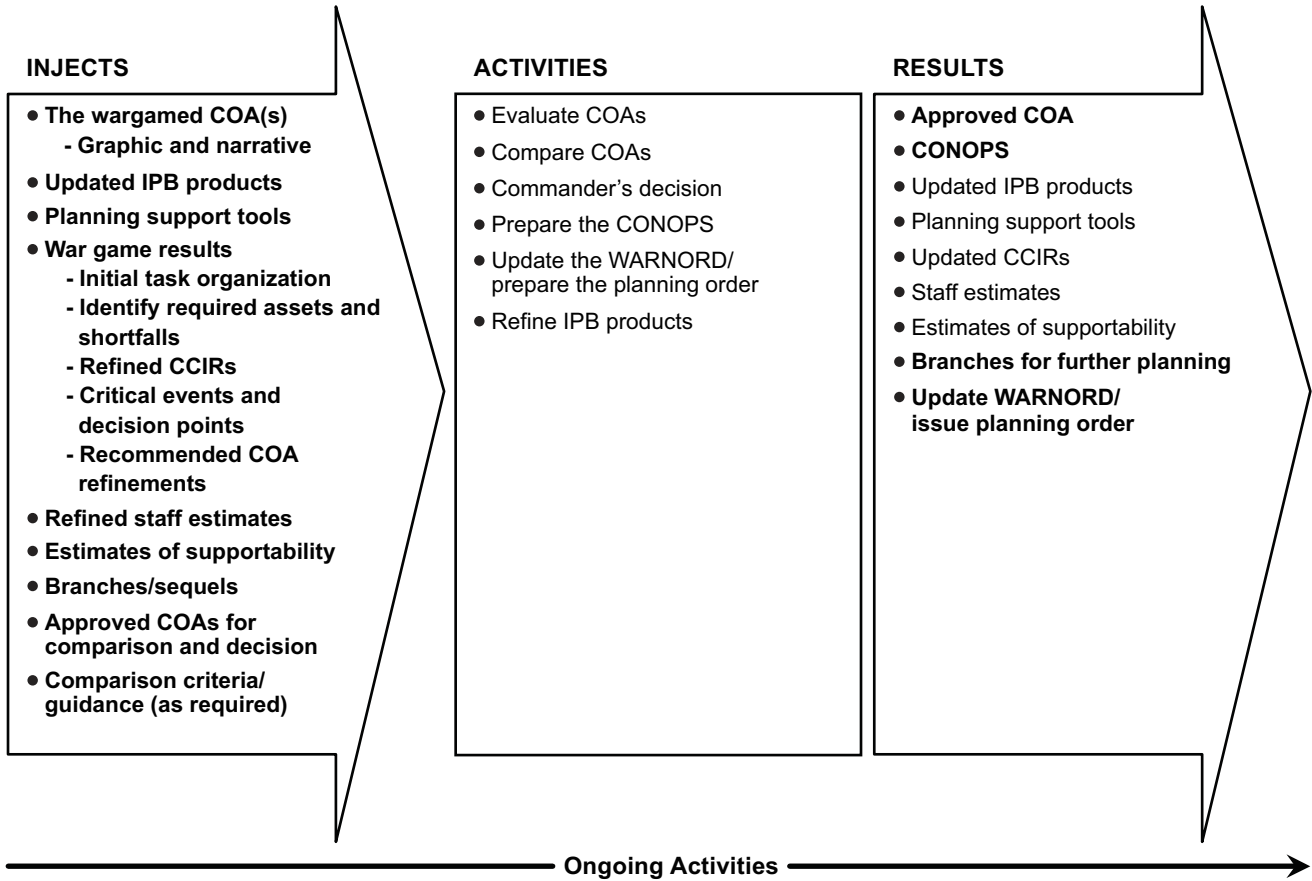 INJECTS
• The wargamed COA(s)
- Graphic and narrative
• Updated IPB products
• Planning support tools
• War game results
- Initial task organization
- Identify required assets and
shortfalls
- Refined CCIRs
- Critical events and
decision points
- Recommended COA
refinements
• Refined staff estimates
• Estimates of supportability
• Branches/sequels
• Approved COAs for
comparison and decision
• Comparison criteria/
guidance (as required)
ACTIVITIES
• Evaluate COAs
• Compare COAs
• Commander's decision
• Prepare the CONOPS
• Update the WARNORD/
prepare the planning order
• Refine IPB products
RESULTS
• Approved COA
• CONOPS
• Updated IPB products
• Planning support tools
• Updated CCIRs
• Staff estimates
• Estimates of supportability
• Branches for further planning
• Update WARNORD/
issue planning order
Ongoing Activities